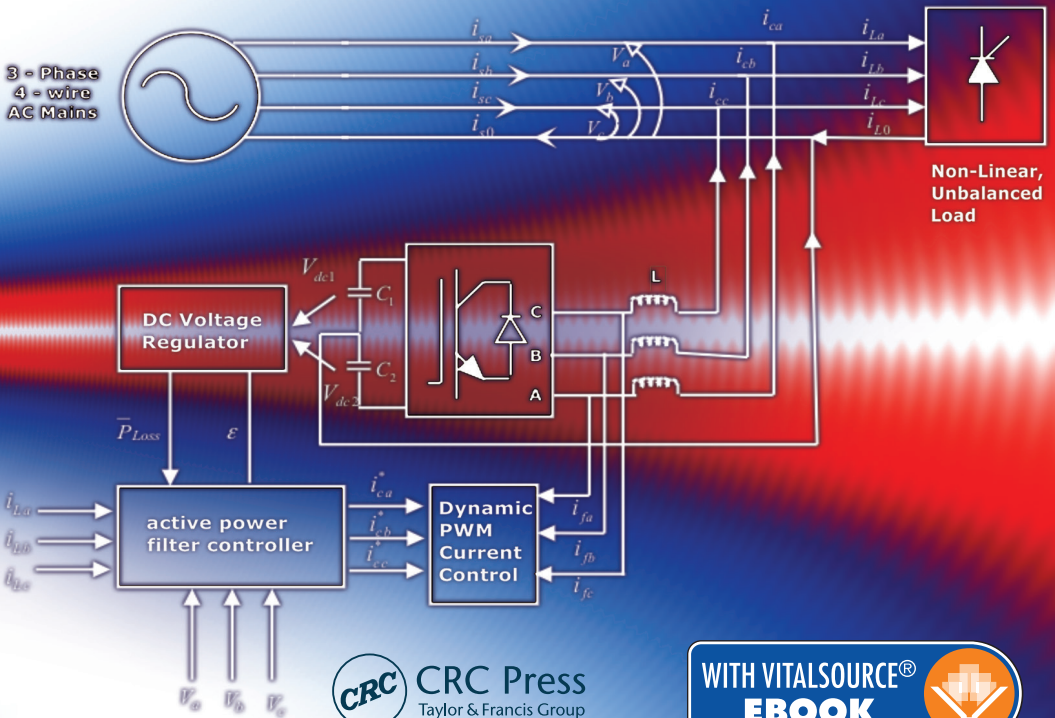 3 - Phase
4 - wire
AC Mains
i_sa
i_sb
i_sc
i_s0
V_a
V_b
V_c
i_ca
i_cb
i_cc
i_La
i_Lb
i_Lc
i_L0
Non-Linear,
Unbalanced
Load
V_dc1
C_1
C_2
V_dc2
DC Voltage
Regulator
C
B
A
L
P̅_Loss
ε
i_La
i_Lb
i_Lc
active power
filter controller
i*_ca
i*_cb
i*_cc
Dynamic
PWM
Current
Control
i_fa
i_fb
i_fc
V_a V_b V_c
CRC CRC Press
Taylor & Francis Group
WITH VITALSOURCE®
EBOOK